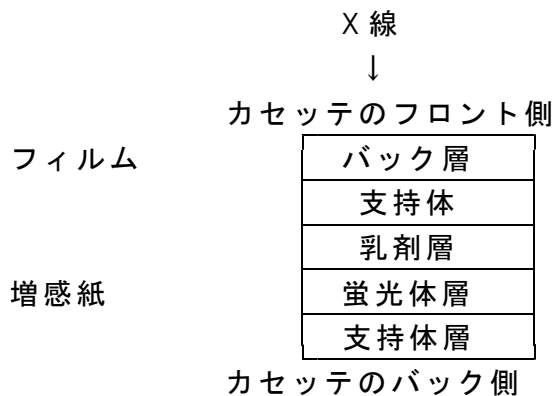 X線
↓
カセッテのフロント側
フィルム バック層
支持体
乳剤層
増感紙 蛍光体層
支持体層
カセッテのバック側